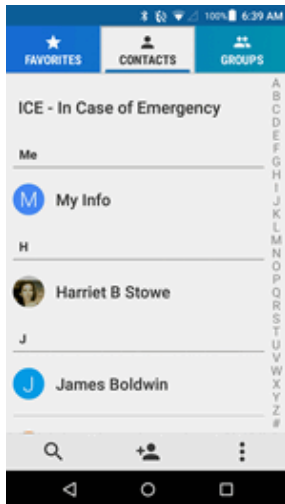 100% 6:39 AM
FAVORITES CONTACTS GROUPS
ICE - In Case of Emergency
Me
M My Info
H
Harriet B Stowe
J
J James Boldwin
A
B
C
D
E
F
G
H
I
J
K
L
M
N
O
P
Q
R
S
T
U
V
W
X
Y
Z
#